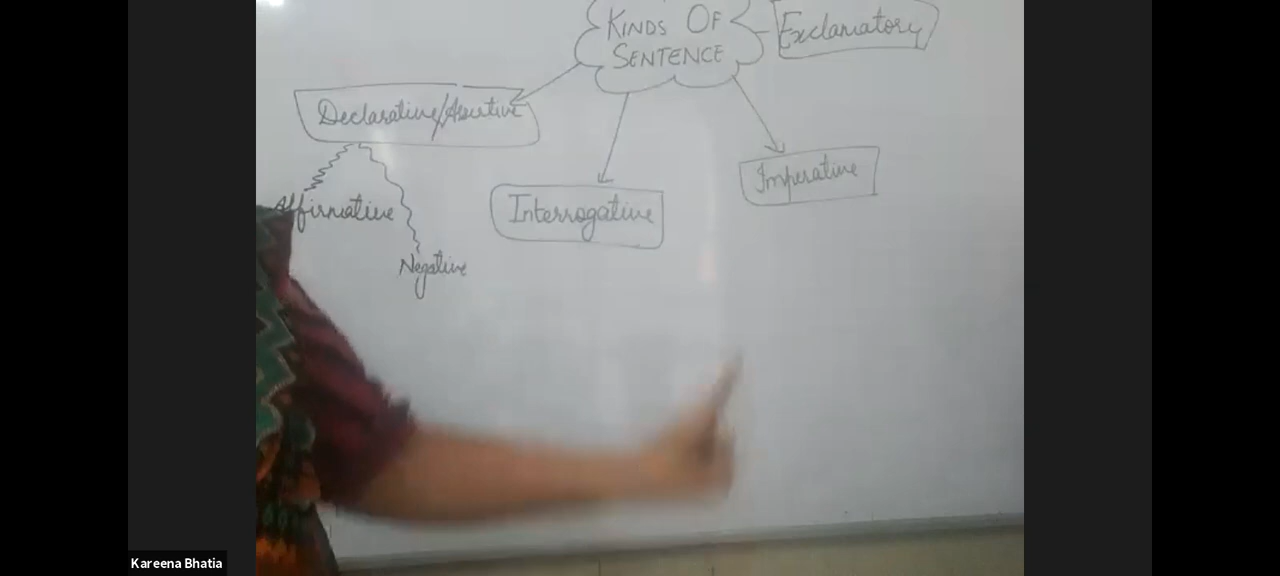 KINDS OF
SENTENCE
Exclamatory
Declarative/Assertive
Imperative
Interrogative
Affirmative
Negative
Kareena Bhatia